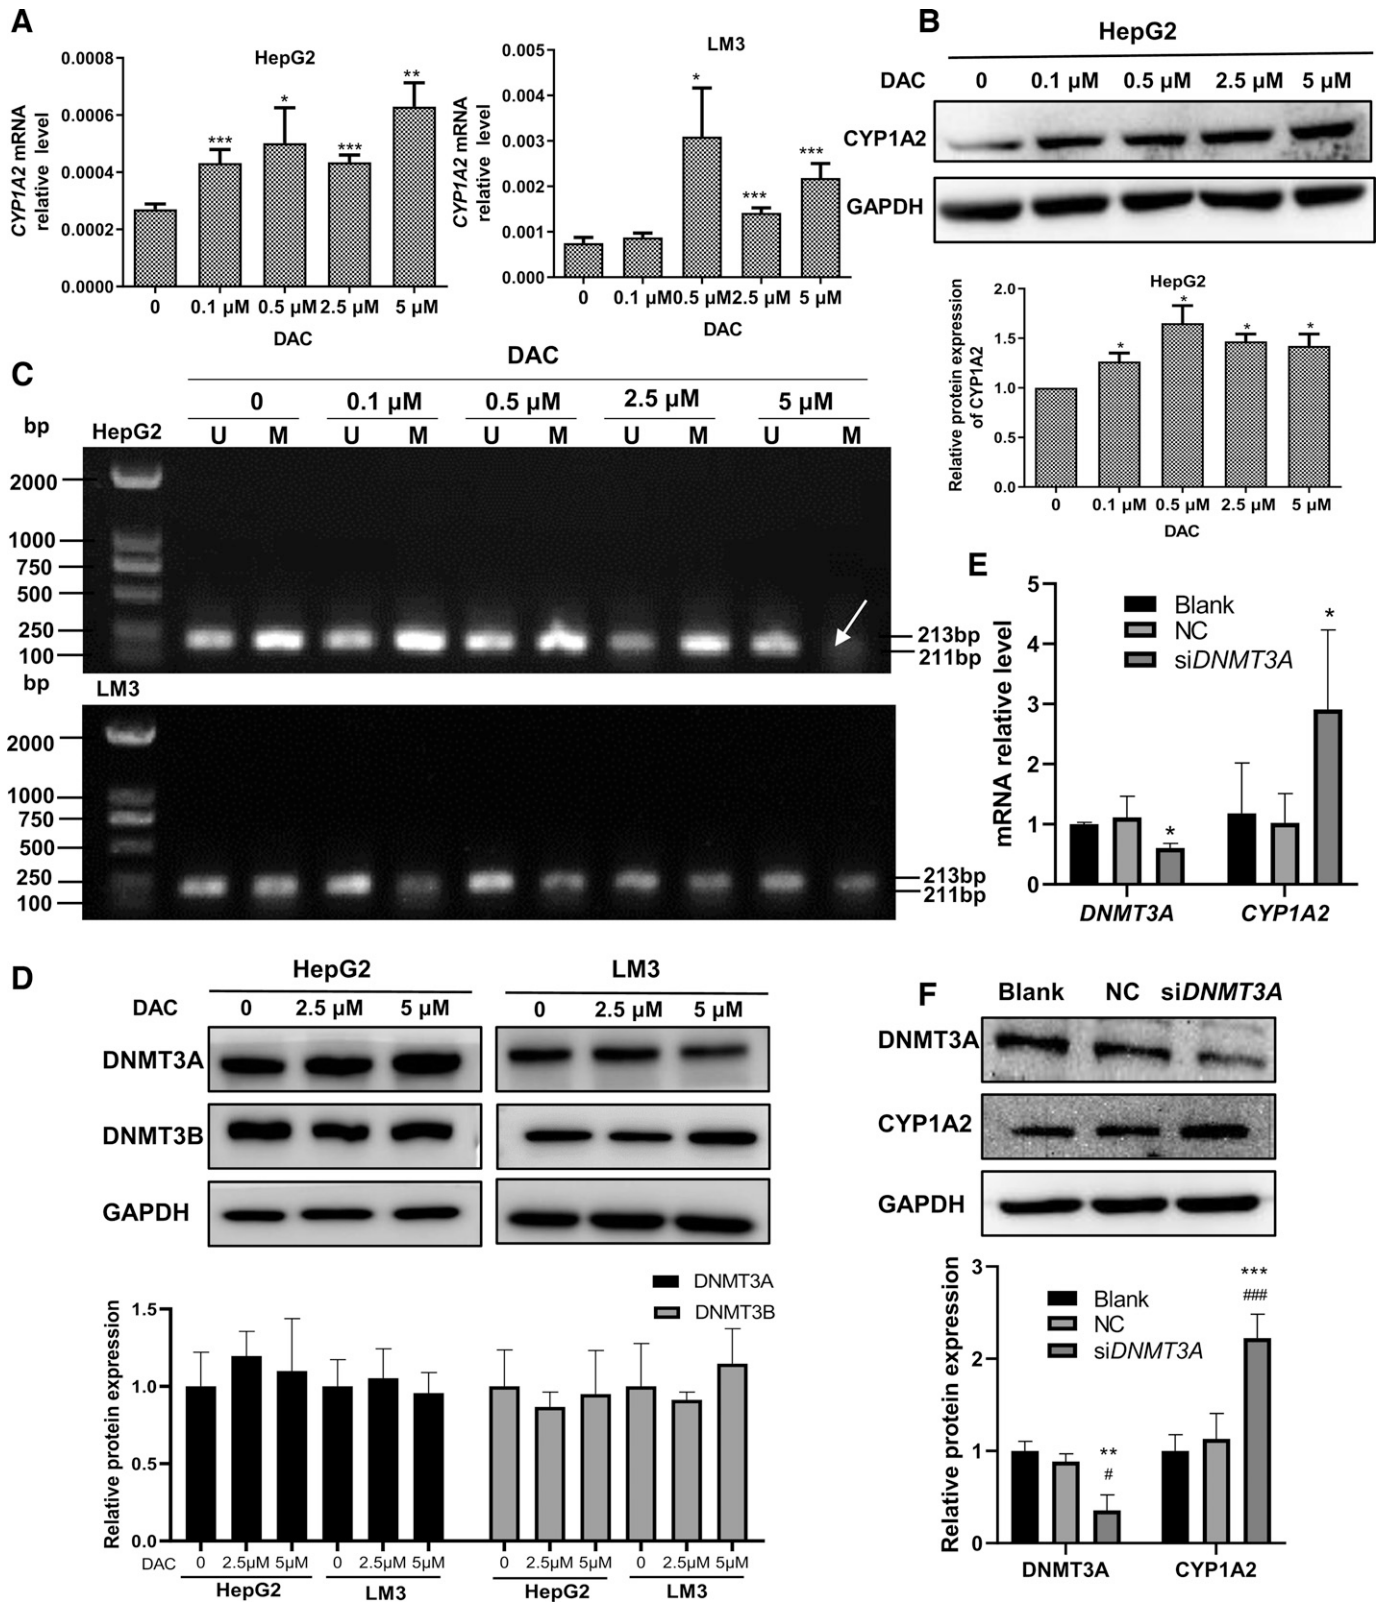 A
HepG2
CYP1A2 mRNA
relative level
0.0008
0.0006
0.0004
0.0002
0.0000
***
*
***
**
0 0.1 μM 0.5 μM 2.5 μM 5 μM
DAC
LM3
CYP1A2 mRNA
relative level
0.005
0.004
0.003
0.002
0.001
0.000
*
***
***
0 0.1 μM 0.5 μM 2.5 μM 5 μM
DAC
B
HepG2
DAC 0 0.1 μM 0.5 μM 2.5 μM 5 μM
CYP1A2
GAPDH
HepG2
Relative protein expression
of CYP1A2
2.0
1.5
1.0
0.5
0.0
*
*
*
*
0 0.1 μM 0.5 μM 2.5 μM 5 μM
DAC
C
DAC
0 0.1 μM 0.5 μM 2.5 μM 5 μM
bp HepG2 U M U M U M U M U M
2000
1000
750
500
250
100
213bp
211bp
bp
LM3
2000
1000
750
500
250
100
213bp
211bp
D
HepG2 LM3
DAC 0 2.5 μM 5 μM 0 2.5 μM 5 μM
DNMT3A
DNMT3B
GAPDH
DNMT3A
DNMT3B
Relative protein expression
1.5
1.0
0.5
0.0
DAC 0 2.5μM 5μM 0 2.5μM 5μM 0 2.5μM 5μM 0 2.5μM 5μM
HepG2 LM3 HepG2 LM3
E
Blank
NC
siDNMT3A
mRNA relative level
5
4
3
2
1
0
*
*
DNMT3A CYP1A2
F
Blank NC siDNMT3A
DNMT3A
CYP1A2
GAPDH
Relative protein expression
3
2
1
0
Blank
NC
siDNMT3A
**
#
***
###
DNMT3A CYP1A2